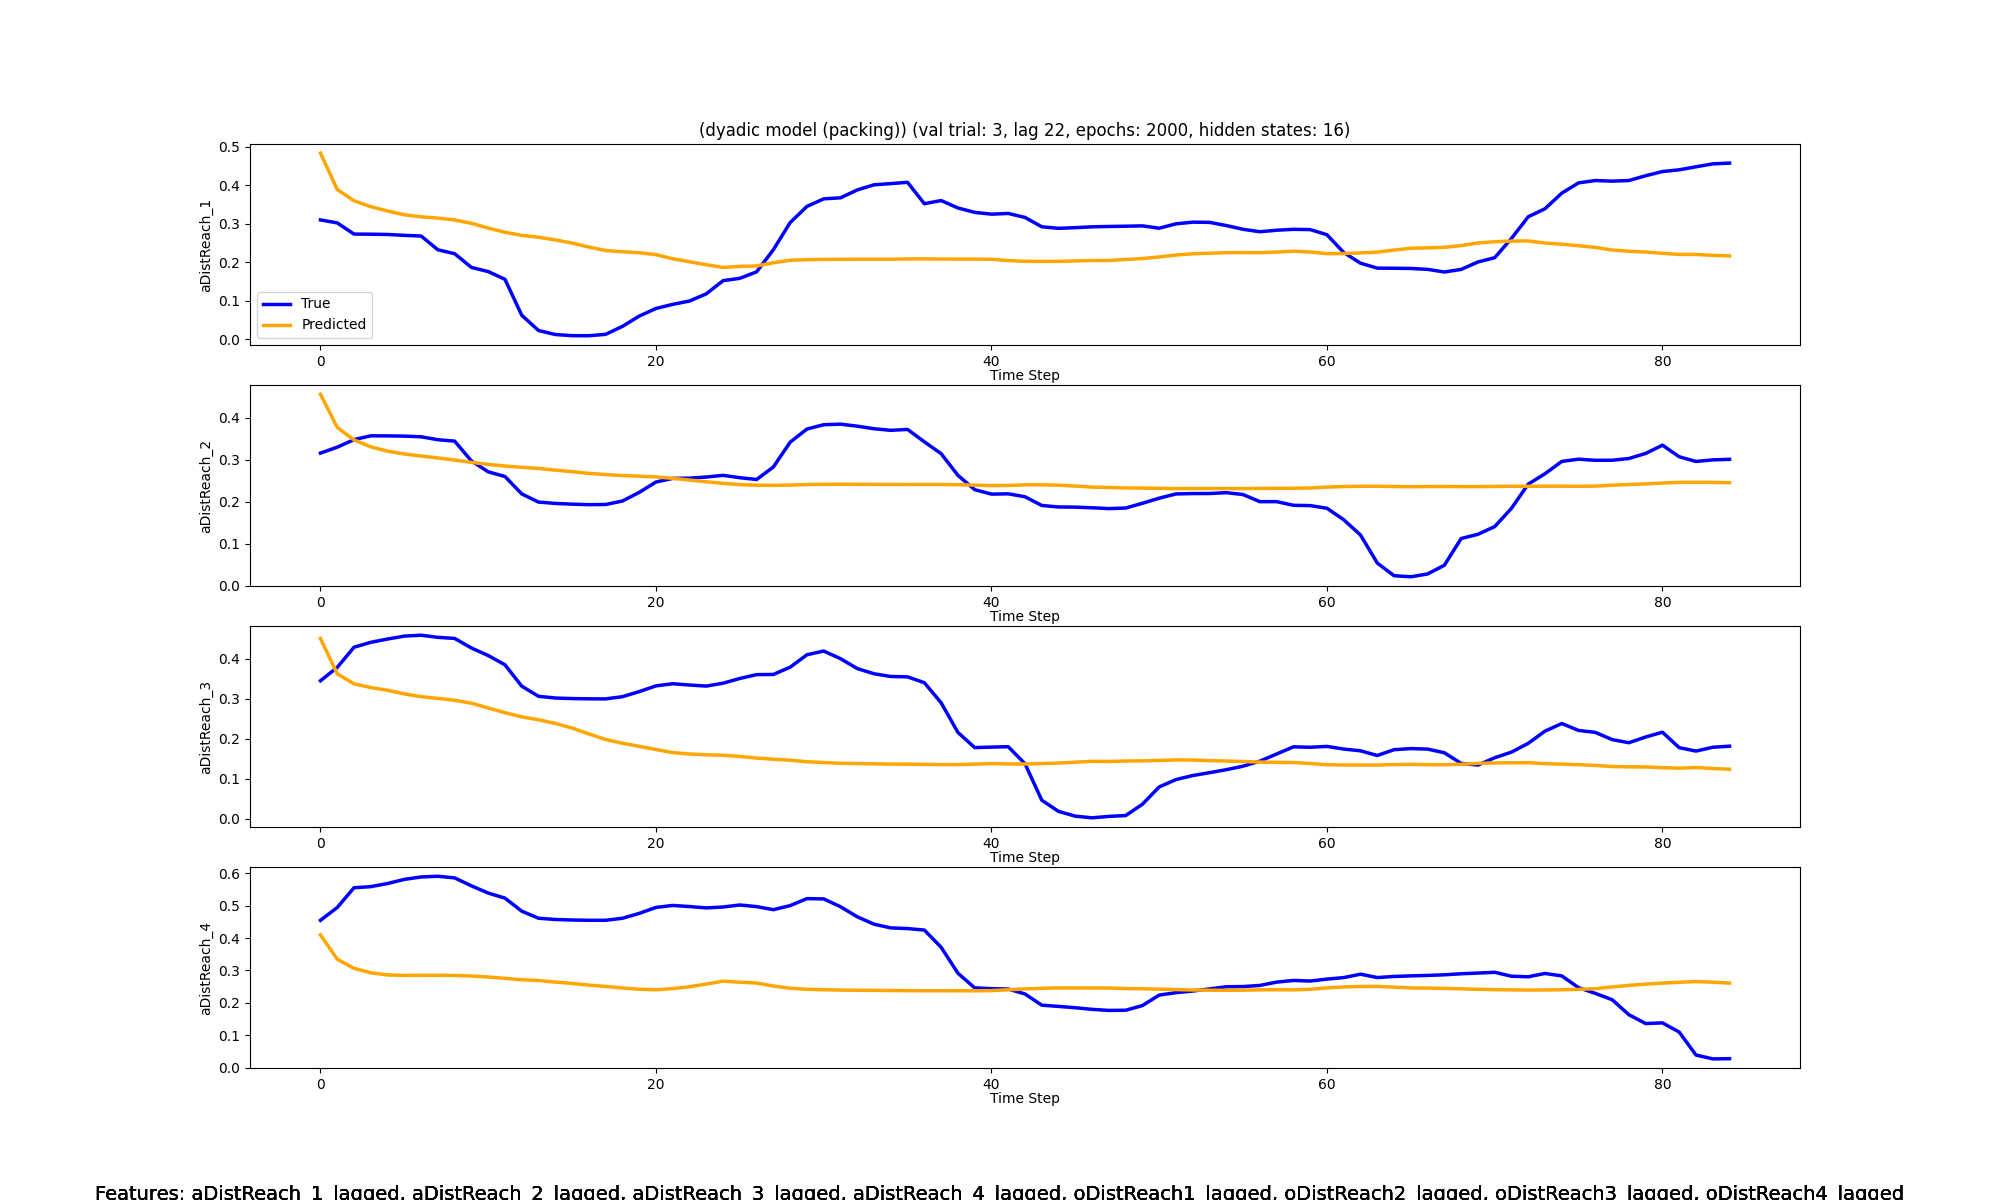 (dyadic model (packing)) (val trial: 3, lag 22, epochs: 2000, hidden states: 16)
0.5
0.4
0.3
0.2
0.1
0.0
aDistReach_1
True
Predicted
0 20 40 60 80
Time Step
0.4
0.3
0.2
0.1
0.0
aDistReach_2
0 20 40 60 80
Time Step
0.4
0.3
0.2
0.1
0.0
aDistReach_3
0 20 40 60 80
Time Step
0.6
0.5
0.4
0.3
0.2
0.1
0.0
aDistReach_4
0 20 40 60 80
Time Step
Features: aDistReach_1_lagged, aDistReach_2_lagged, aDistReach_3_lagged, aDistReach_4_lagged, oDistReach1_lagged, oDistReach2_lagged, oDistReach3_lagged, oDistReach4_lagged